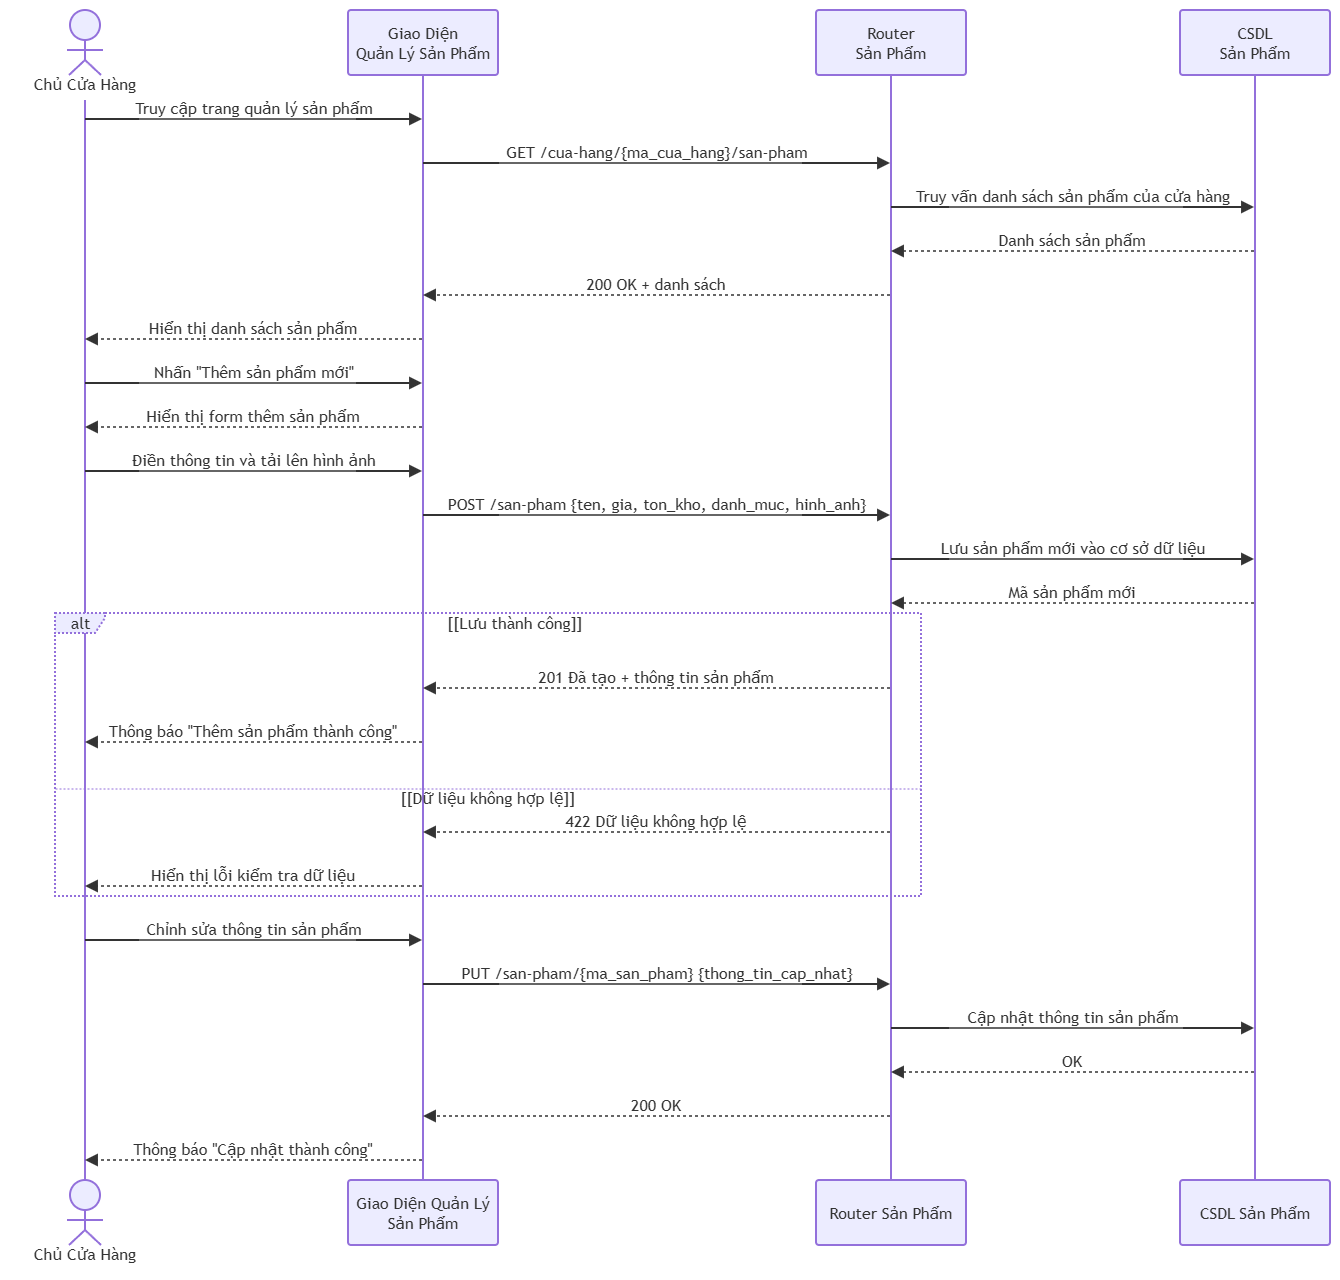 Giao Diện
Quản Lý Sản Phẩm
Router
Sản Phẩm
CSDL
Sản Phẩm
Chủ Cửa Hàng
Truy cập trang quản lý sản phẩm
GET /cua-hang/{ma_cua_hang}/san-pham
Truy vấn danh sách sản phẩm của cửa hàng
Danh sách sản phẩm
200 OK + danh sách
Hiển thị danh sách sản phẩm
Nhấn "Thêm sản phẩm mới"
Hiển thị form thêm sản phẩm
Điền thông tin và tải lên hình ảnh
POST /san-pham {ten, gia, ton_kho, danh_muc, hinh_anh}
Lưu sản phẩm mới vào cơ sở dữ liệu
Mã sản phẩm mới
alt
[[Lưu thành công]]
201 Đã tạo + thông tin sản phẩm
Thông báo "Thêm sản phẩm thành công"
[[Dữ liệu không hợp lệ]]
422 Dữ liệu không hợp lệ
Hiển thị lỗi kiểm tra dữ liệu
Chỉnh sửa thông tin sản phẩm
PUT /san-pham/{ma_san_pham} {thong_tin_cap_nhat}
Cập nhật thông tin sản phẩm
OK
200 OK
Thông báo "Cập nhật thành công"
Giao Diện Quản Lý
Sản Phẩm
Router Sản Phẩm
CSDL Sản Phẩm
Chủ Cửa Hàng